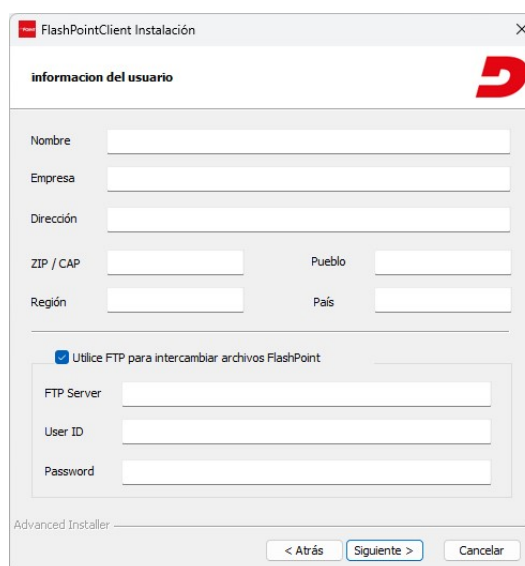 FlashPointClient Instalación
informacion del usuario
Nombre
Empresa
Dirección
ZIP / CAP
Pueblo
Región
País
Utilice FTP para intercambiar archivos FlashPoint
FTP Server
User ID
Password
Advanced Installer
< Atrás
Siguiente >
Cancelar